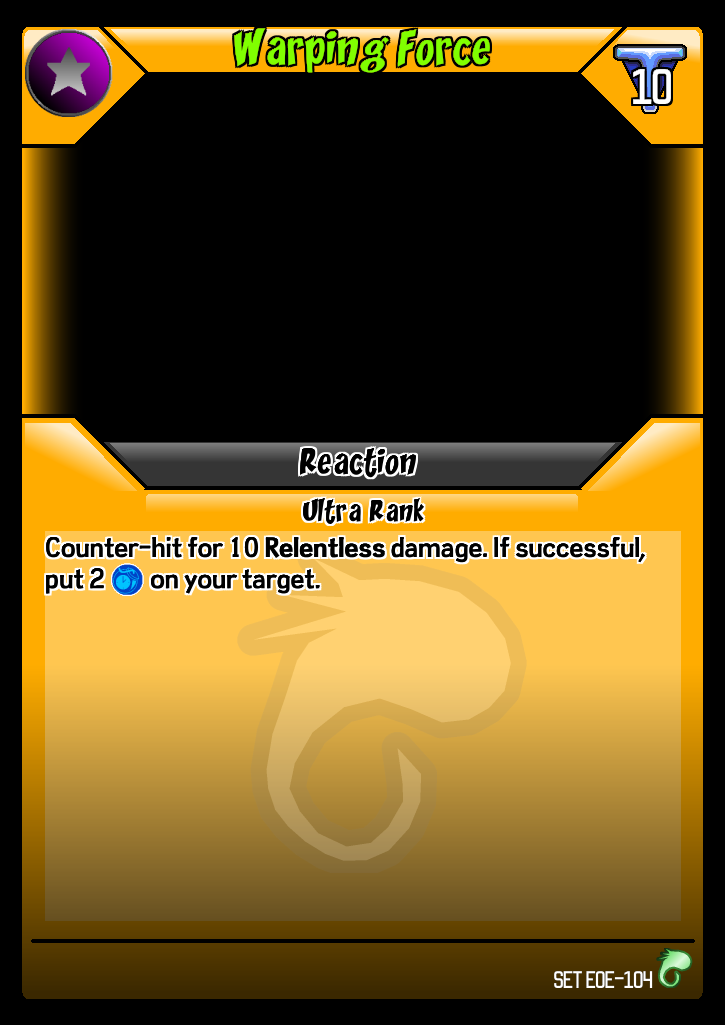 Warping Force
10
Reaction
Ultra Rank
Counter-hit for 10 Relentless damage. If successful,
put 2 on your target.
SET EOE-104